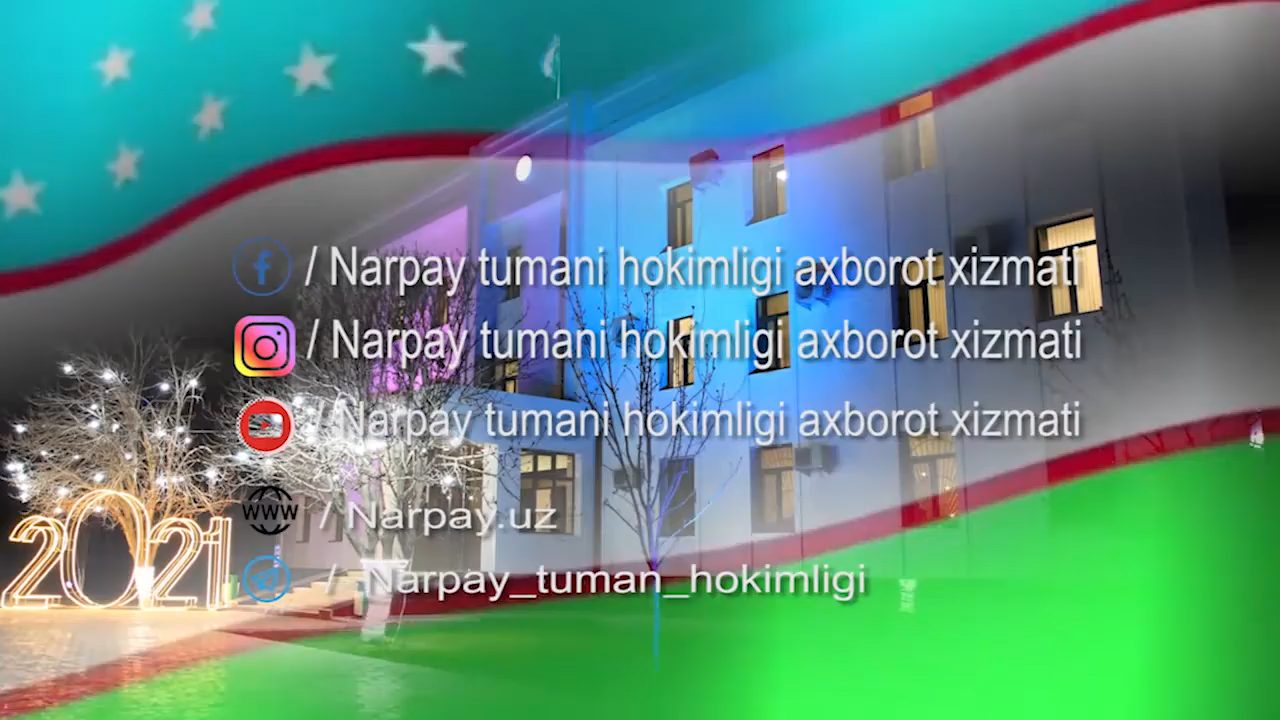 / Narpay tumani hokimligi axborot xizmati
/ Narpay tumani hokimligi axborot xizmati
/ Narpay tumani hokimligi axborot xizmati
WWW / Narpay.uz
/ Narpay_tuman_hokimligi
2021